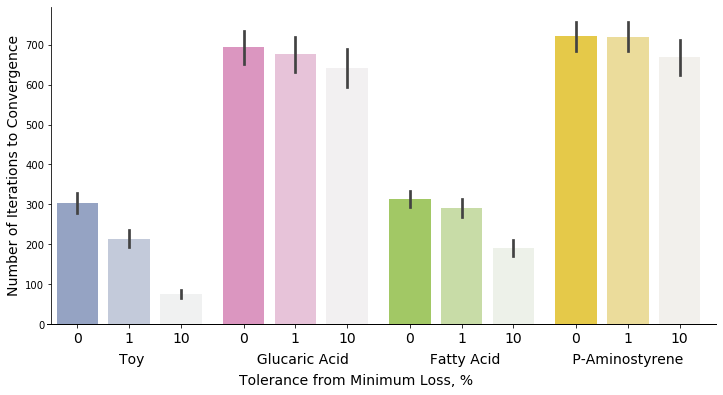 Number of Iterations to Convergence
700
600
500
400
300
200
100
0
0 1 10 0 1 10 0 1 10 0 1 10
Toy Glucaric Acid Fatty Acid P-Aminostyrene
Tolerance from Minimum Loss, %